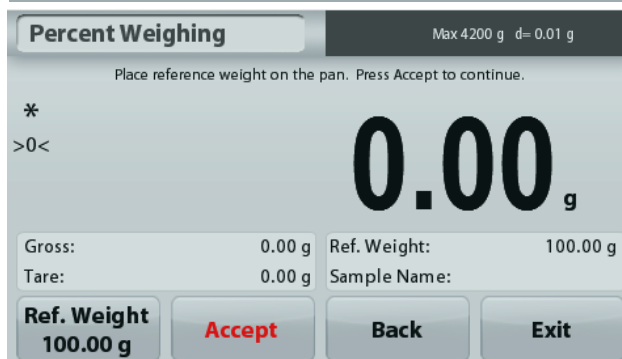 Percent Weighing
Max 4200 g d= 0.01 g
Place reference weight on the pan. Press Accept to continue.
*
>0<
0.00 g
Gross: 0.00 g
Ref. Weight: 100.00 g
Tare: 0.00 g
Sample Name:
Ref. Weight
100.00 g
Accept
Back
Exit